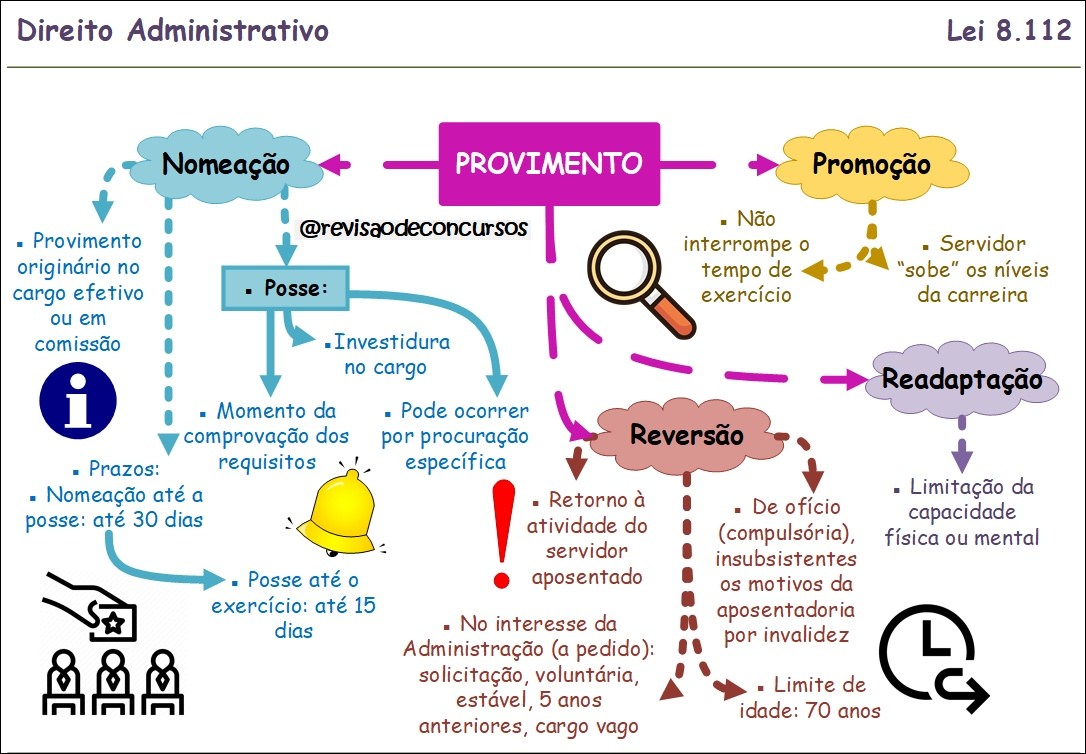 Direito Administrativo
Lei 8.112
PROVIMENTO
Nomeação
▪ Provimento
originário no
cargo efetivo
ou em
comissão
@revisaodeconcursos
▪ Posse:
▪Investidura
no cargo
▪ Momento da
comprovação dos
requisitos
▪ Pode ocorrer
por procuração
específica
▪ Prazos:
▪ Nomeação até a
posse: até 30 dias
▪ Posse até o
exercício: até 15
dias
Promoção
▪ Não
interrompe o
tempo de
exercício
▪ Servidor
“sobe” os níveis
da carreira
Readaptação
▪ Limitação da
capacidade
física ou mental
Reversão
▪ Retorno à
atividade do
servidor
aposentado
▪ De ofício
(compulsória),
insubsistentes
os motivos da
aposentadoria
por invalidez
▪ No interesse da
Administração (a pedido):
solicitação, voluntária,
estável, 5 anos
anteriores, cargo vago
▪ Limite de
idade: 70 anos